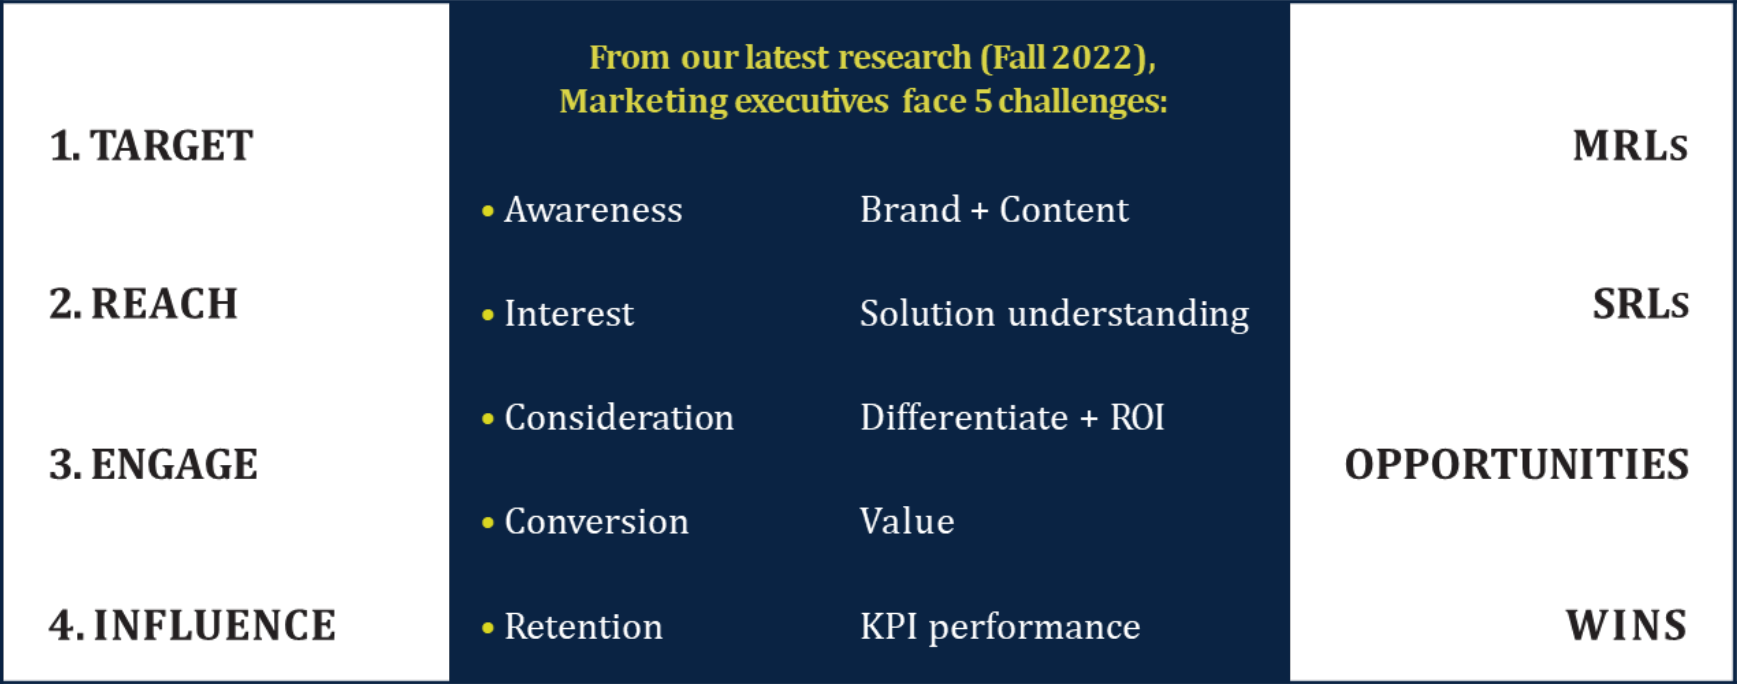 1. TARGET
2. REACH
3. ENGAGE
4. INFLUENCE
From our latest research (Fall 2022),
Marketing executives face 5 challenges:
• Awareness Brand + Content
• Interest Solution understanding
• Consideration Differentiate + ROI
• Conversion Value
• Retention KPI performance
MRLs
SRLs
OPPORTUNITIES
WINS